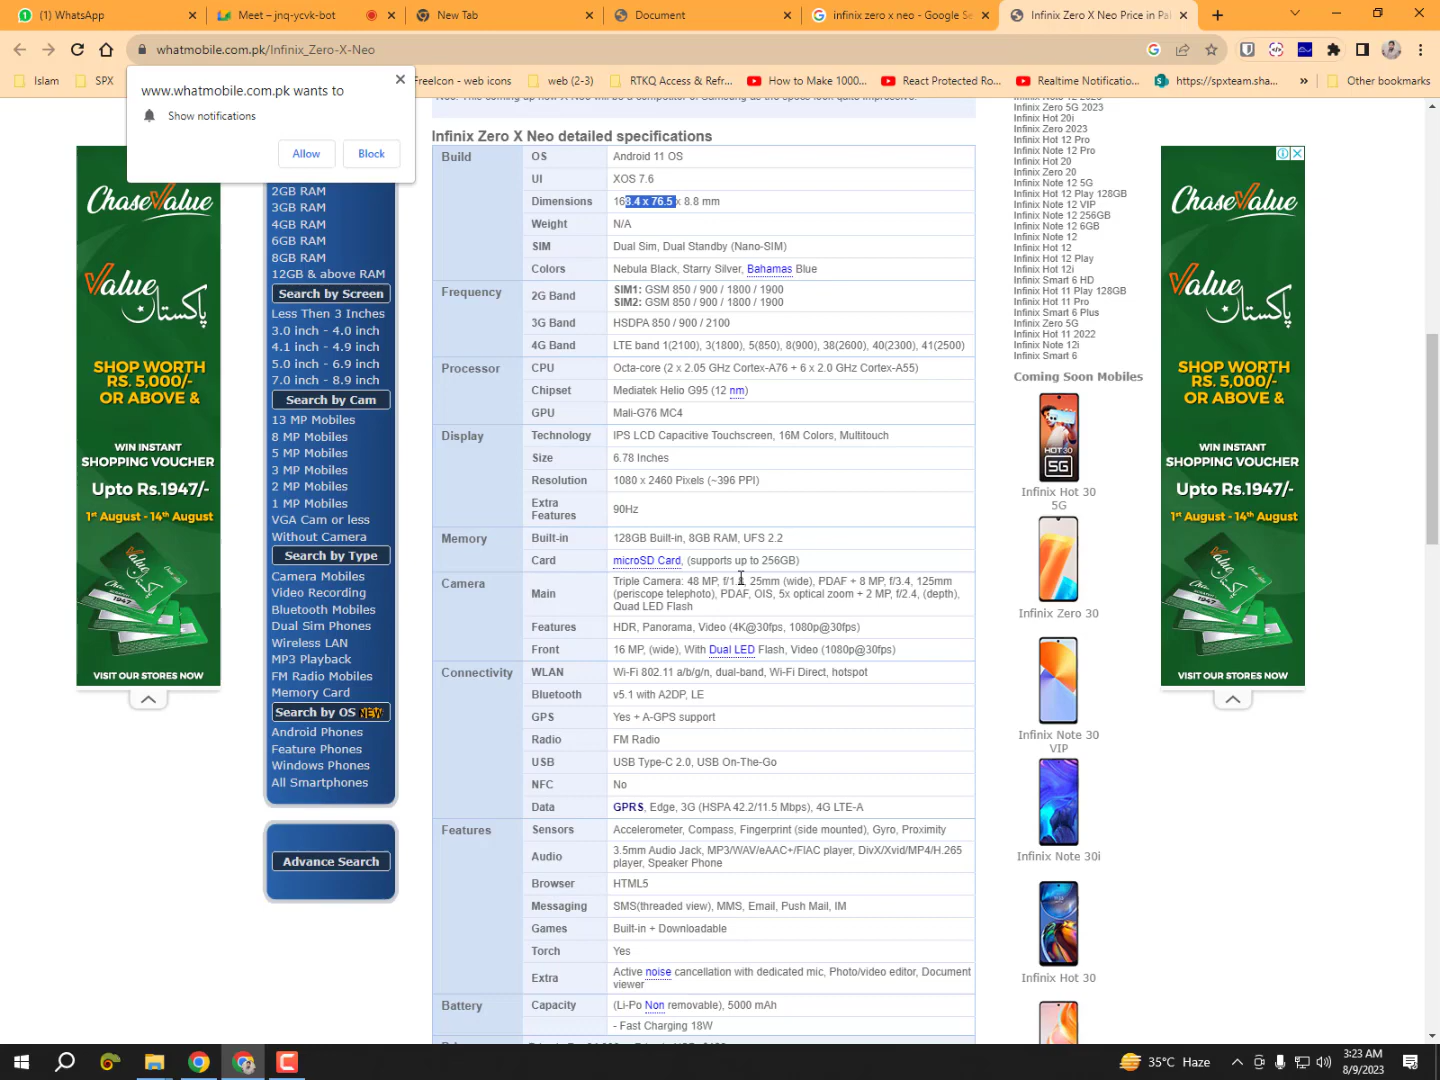 (1) WhatsApp
Meet – jnq-ycvk-bot
New Tab
Document
infinix zero x neo - Google Se
Infinix Zero X Neo Price in Pal
whatmobile.com.pk/Infinix_Zero-X-Neo
Islam
SPX
FreeIcon - web icons
web (2-3)
RTKQ Access & Refr...
How to Make 1000...
React Protected Ro...
Realtime Notificatio...
https://spxteam.sha...
»
Other bookmarks
www.whatmobile.com.pk wants to
Show notifications
Allow
Block
ChaseValue
Value
پاکستان
SHOP WORTH
RS. 5,000/-
OR ABOVE &
WIN INSTANT
SHOPPING VOUCHER
Upto Rs.1947/-
1st August - 14th August
VISIT OUR STORES NOW
2GB RAM
3GB RAM
4GB RAM
6GB RAM
8GB RAM
12GB & above RAM
Search by Screen
Less Then 3 Inches
3.0 inch - 4.0 inch
4.1 inch - 4.9 inch
5.0 inch - 6.9 inch
7.0 inch - 8.9 inch
Search by Cam
13 MP Mobiles
8 MP Mobiles
5 MP Mobiles
3 MP Mobiles
2 MP Mobiles
1 MP Mobiles
VGA Cam or less
Without Camera
Search by Type
Camera Mobiles
Video Recording
Bluetooth Mobiles
Dual Sim Phones
Wireless LAN
MP3 Playback
FM Radio Mobiles
Memory Card
Search by OS NEW
Android Phones
Feature Phones
Windows Phones
All Smartphones
Advance Search
Infinix Zero X Neo detailed specifications
Build OS Android 11 OS
UI XOS 7.6
Dimensions 168.4 x 76.5 x 8.8 mm
Weight N/A
SIM Dual Sim, Dual Standby (Nano-SIM)
Colors Nebula Black, Starry Silver, Bahamas Blue
Frequency 2G Band SIM1: GSM 850 / 900 / 1800 / 1900
SIM2: GSM 850 / 900 / 1800 / 1900
3G Band HSDPA 850 / 900 / 2100
4G Band LTE band 1(2100), 3(1800), 5(850), 8(900), 38(2600), 40(2300), 41(2500)
Processor CPU Octa-core (2 x 2.05 GHz Cortex-A76 + 6 x 2.0 GHz Cortex-A55)
Chipset Mediatek Helio G95 (12 nm)
GPU Mali-G76 MC4
Display Technology IPS LCD Capacitive Touchscreen, 16M Colors, Multitouch
Size 6.78 Inches
Resolution 1080 x 2460 Pixels (~396 PPI)
Extra Features 90Hz
Memory Built-in 128GB Built-in, 8GB RAM, UFS 2.2
Card microSD Card, (supports up to 256GB)
Camera Main Triple Camera: 48 MP, 25mm (wide), PDAF + 8 MP, f/3.4, 125mm
(periscope telephoto), PDAF, OIS, 5x optical zoom + 2 MP, f/2.4, (depth),
Quad LED Flash
Features HDR, Panorama, Video (4K@30fps, 1080p@30fps)
Front 16 MP, (wide), With Dual LED Flash, Video (1080p@30fps)
Connectivity WLAN Wi-Fi 802.11 a/b/g/n, dual-band, Wi-Fi Direct, hotspot
Bluetooth v5.1 with A2DP, LE
GPS Yes + A-GPS support
Radio FM Radio
USB USB Type-C 2.0, USB On-The-Go
NFC No
Data GPRS, Edge, 3G (HSPA 42.2/11.5 Mbps), 4G LTE-A
Features Sensors Accelerometer, Compass, Fingerprint (side mounted), Gyro, Proximity
Audio 3.5mm Audio Jack, MP3/WAV/eAAC+/FlAC player, DivX/Xvid/MP4/H.265
player, Speaker Phone
Browser HTML5
Messaging SMS(threaded view), MMS, Email, Push Mail, IM
Games Built-in + Downloadable
Torch Yes
Extra Active noise cancellation with dedicated mic, Photo/video editor, Document
viewer
Battery Capacity (Li-Po Non removable), 5000 mAh
- Fast Charging 18W
Infinix Zero 5G 2023
Infinix Hot 20i
Infinix Zero 2023
Infinix Hot 12 Pro
Infinix Note 12 Pro
Infinix Hot 20
Infinix Zero 20
Infinix Note 12 5G
Infinix Hot 12 Play 128GB
Infinix Note 12 VIP
Infinix Note 12 256GB
Infinix Note 12 6GB
Infinix Note 12
Infinix Hot 12
Infinix Hot 12 Play
Infinix Hot 12i
Infinix Smart 6 HD
Infinix Hot 11 Play 128GB
Infinix Hot 11 Pro
Infinix Smart 6 Plus
Infinix Zero 5G
Infinix Hot 11 2022
Infinix Note 12i
Infinix Smart 6
Coming Soon Mobiles
HOT 30
5G
Infinix Hot 30
5G
Infinix Zero 30
Infinix Note 30
VIP
Infinix Note 30i
Infinix Hot 30
ChaseValue
Value
پاکستان
SHOP WORTH
RS. 5,000/-
OR ABOVE &
WIN INSTANT
SHOPPING VOUCHER
Upto Rs.1947/-
1st August - 14th August
VISIT OUR STORES NOW
35°C Haze
3:23 AM
8/9/2023